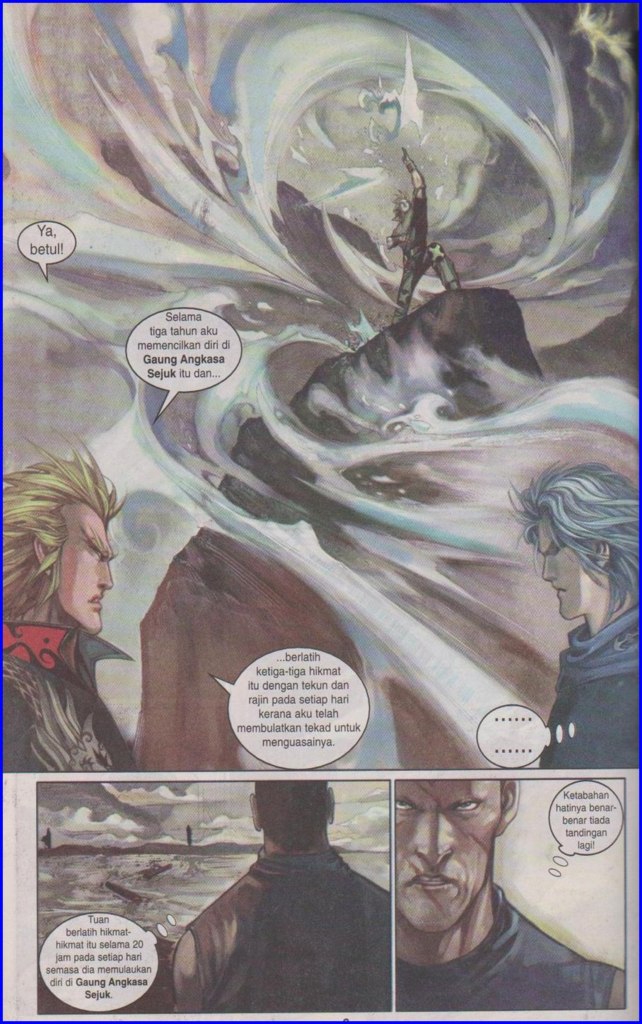 Ya,
betul!
Selama
tiga tahun aku
memencilkan diri di
Gaung Angkasa
Sejuk itu dan...
...berlatih
ketiga-tiga hikmat
itu dengan tekun dan
rajin pada setiap hari
kerana aku telah
membulatkan tekad untuk
menguasainya.
......
......
Tuan
berlatih hikmat-
hikmat itu selama 20
jam pada setiap hari
semasa dia memulaukan
diri di Gaung Angkasa
Sejuk.
Ketabahan
hatinya benar-
benar tiada
tandingan
lagi!